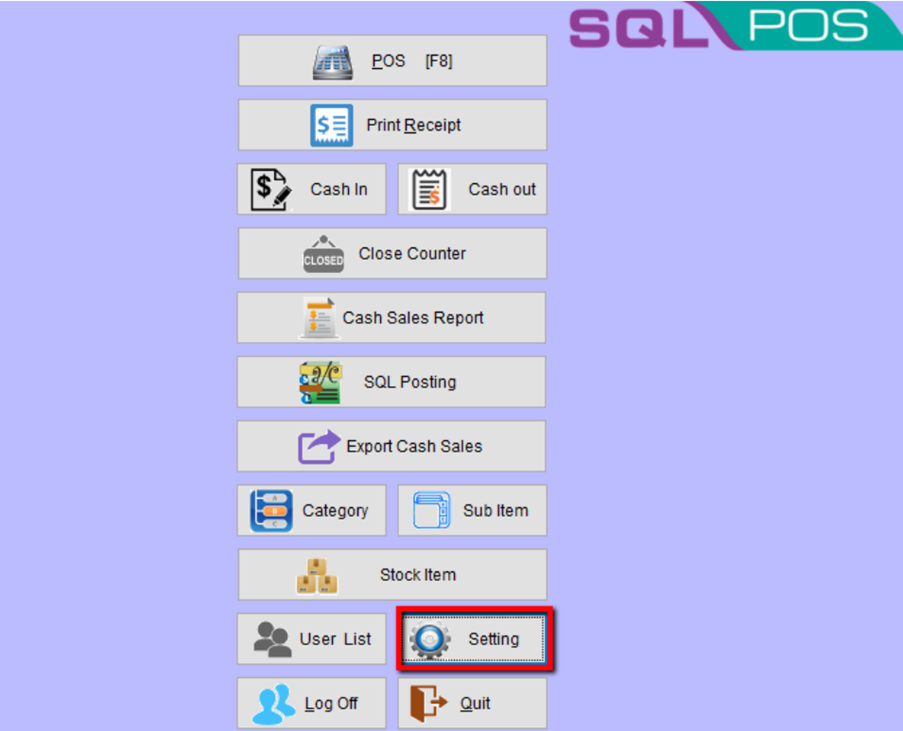 SQL POS
POS [F8]
Print Receipt
Cash In Cash out
CLOSED Close Counter
Cash Sales Report
a/c SQL Posting
Export Cash Sales
Category Sub Item
Stock Item
User List Setting
Log Off Quit